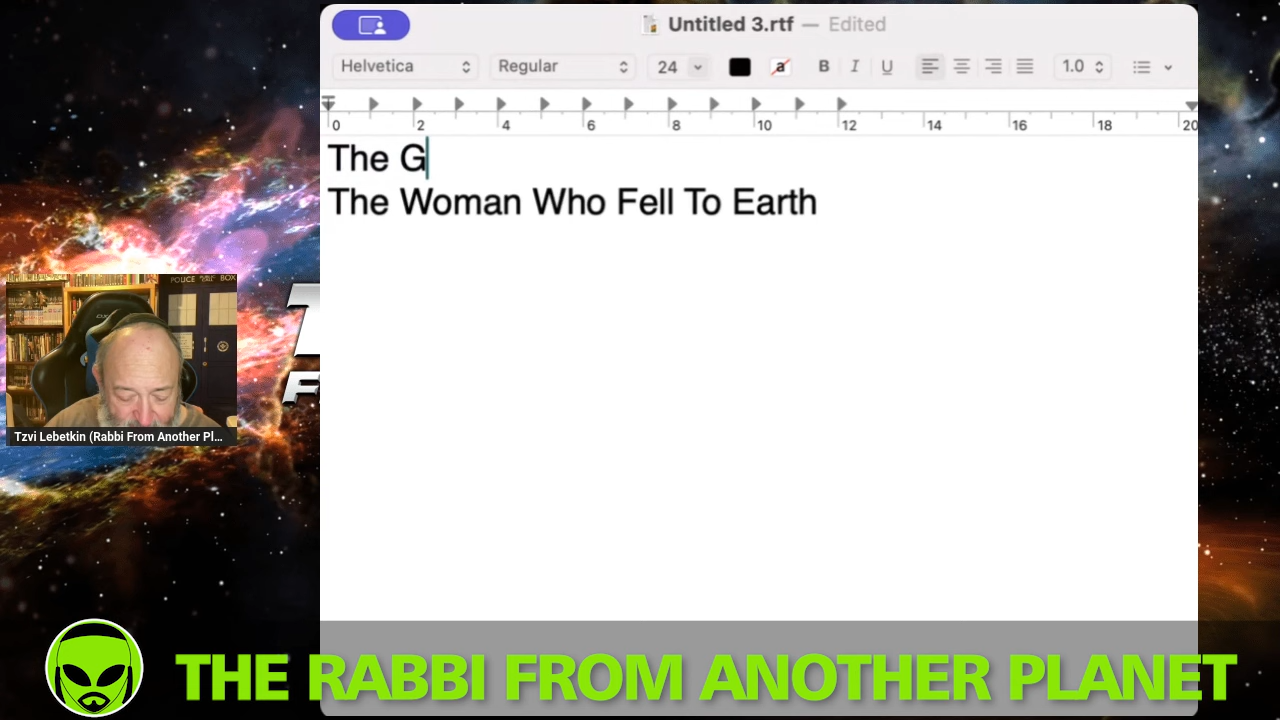 Untitled 3.rtf — Edited
Helvetica Regular 24 a B I U 1.0
0 2 4 6 8 10 12 14 16 18 20
The G
The Woman Who Fell To Earth
POLICE BOX
Tzvi Lebetkin (Rabbi From Another Pl...
THE RABBI FROM ANOTHER PLANET